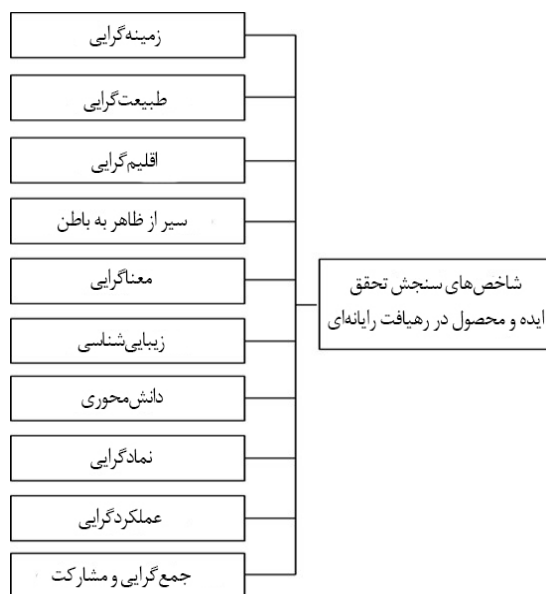 زمینه‌گرایی
طبیعت‌گرایی
اقلیم‌گرایی
سیر از ظاهر به باطن
معناگرایی
زیبایی‌شناسی
دانش‌محوری
نمادگرایی
عملکردگرایی
جمع‌گرایی و مشارکت
شاخص‌های سنجش تحقق
ایده و محصول در رهیافت رایانه‌ای